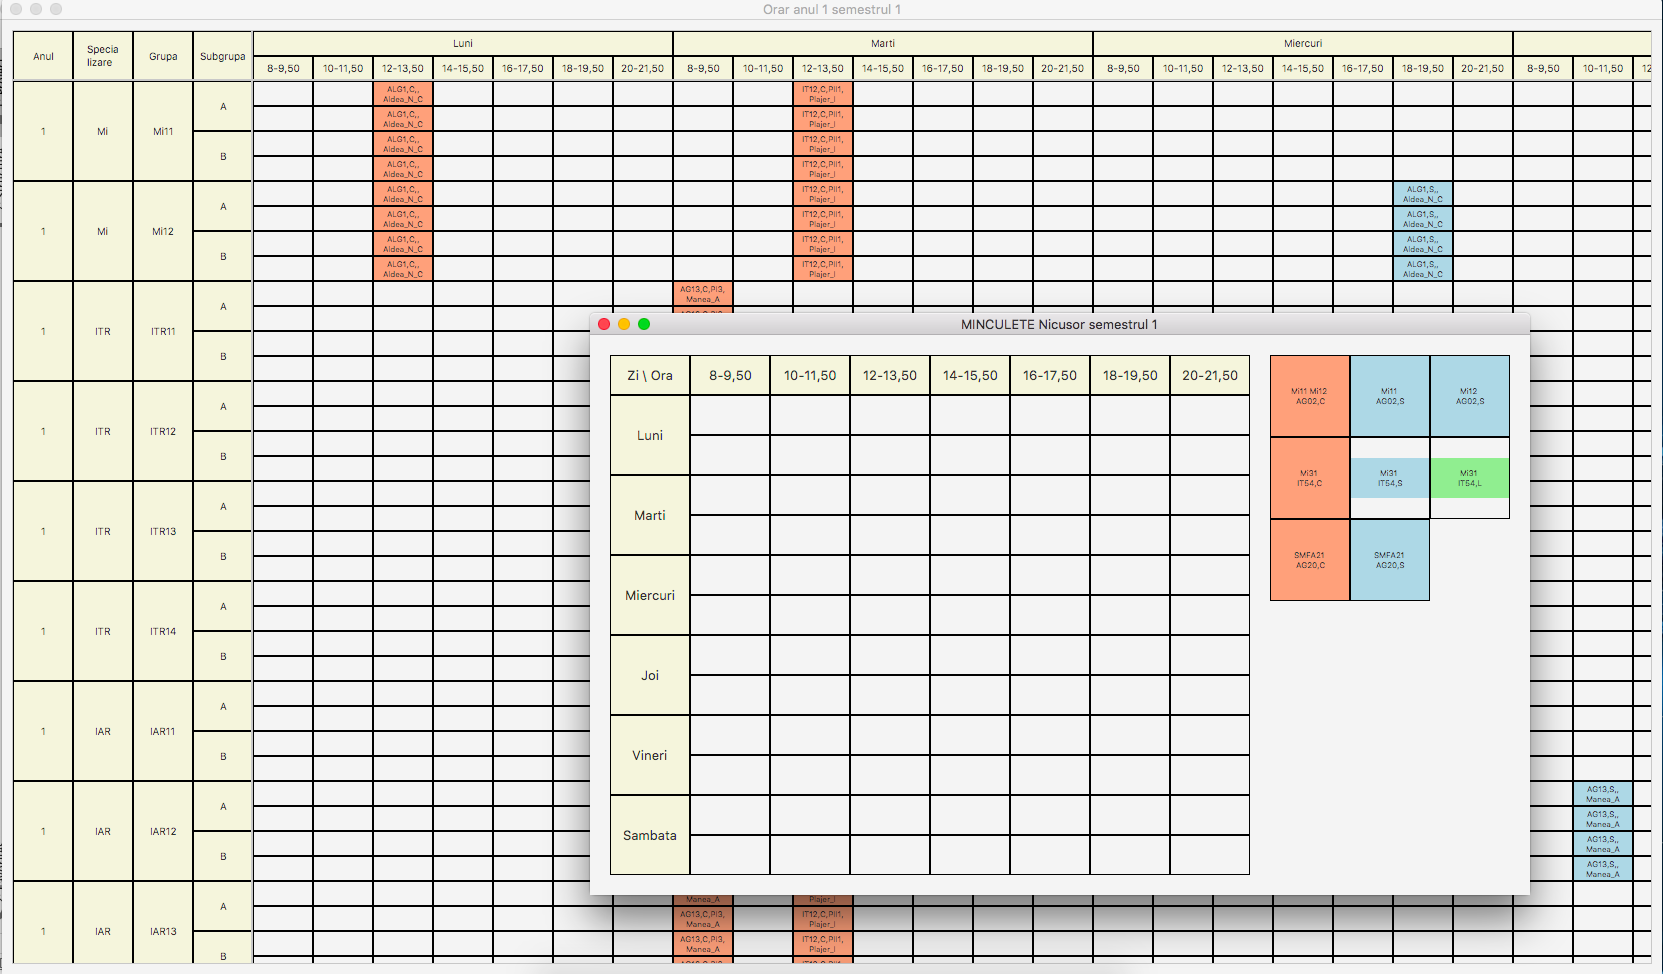 Orar anul 1 semestrul 1
Anul Specia lizare Grupa Subgrupa Luni Marti Miercuri
8-9,50 10-11,50 12-13,50 14-15,50 16-17,50 18-19,50 20-21,50 8-9,50 10-11,50 12-13,50 14-15,50 16-17,50 18-19,50 20-21,50 8-9,50 10-11,50 12-13,50 14-15,50 16-17,50 18-19,50 20-21,50 8-9,50 10-11,50 12
1 Mi Mi11 A B
ALG1,C,, IT12,C,PII1,
Aldea_N_C Plajer_I
ALG1,C,, IT12,C,PII1,
Aldea_N_C Plajer_I
ALG1,C,, IT12,C,PII1,
Aldea_N_C Plajer_I
ALG1,C,, IT12,C,PII1,
Aldea_N_C Plajer_I
1 Mi Mi12 A B
ALG1,C,, IT12,C,PII1, ALG1,S,,
Aldea_N_C Plajer_I Aldea_N_C
ALG1,C,, IT12,C,PII1, ALG1,S,,
Aldea_N_C Plajer_I Aldea_N_C
ALG1,C,, IT12,C,PII1, ALG1,S,,
Aldea_N_C Plajer_I Aldea_N_C
ALG1,C,, IT12,C,PII1, ALG1,S,,
Aldea_N_C Plajer_I Aldea_N_C
1 ITR ITR11 A B
AG13,C,PI3,
Manea_A
1 ITR ITR12 A B
1 ITR ITR13 A B
1 ITR ITR14 A B
1 IAR IAR11 A B
1 IAR IAR12 A B
AG13,S,,
Manea_A
AG13,S,,
Manea_A
AG13,S,,
Manea_A
AG13,S,,
Manea_A
1 IAR IAR13 A B
Manea_A Plajer_I
AG13,C,PI3, IT12,C,PII1,
Manea_A Plajer_I
AG13,C,PI3, IT12,C,PII1,
Manea_A Plajer_I
MINCULETE Nicusor semestrul 1
Zi \ Ora 8-9,50 10-11,50 12-13,50 14-15,50 16-17,50 18-19,50 20-21,50
Luni
Marti
Miercuri
Joi
Vineri
Sambata
Mi11 Mi12 Mi11 Mi12
AG02,C AG02,S AG02,S
Mi31 Mi31 Mi31
IT54,C IT54,S IT54,L
SMFA21 SMFA21
AG20,C AG20,S